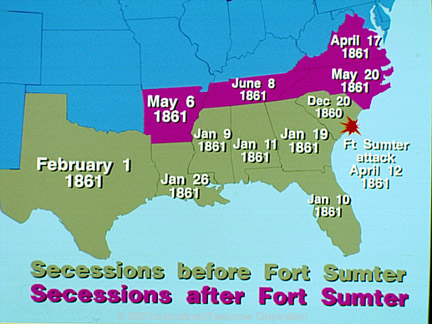 April 17
1861
May 20
1861
June 8
1861
May 6
1861
Dec 20
1860
Jan 9
1861
Jan 11
1861
Jan 19
1861
Ft Sumter
attack
April 12
1861
February 1
1861
Jan 26
1861
Jan 10
1861
Secessions before Fort Sumter
Secessions after Fort Sumter